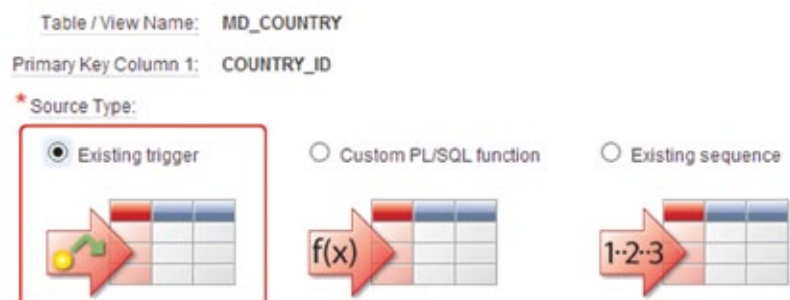 Table / View Name: MD_COUNTRY
Primary Key Column 1: COUNTRY_ID
* Source Type:
Existing trigger Custom PL/SQL function Existing sequence
f(x) 1··2··3